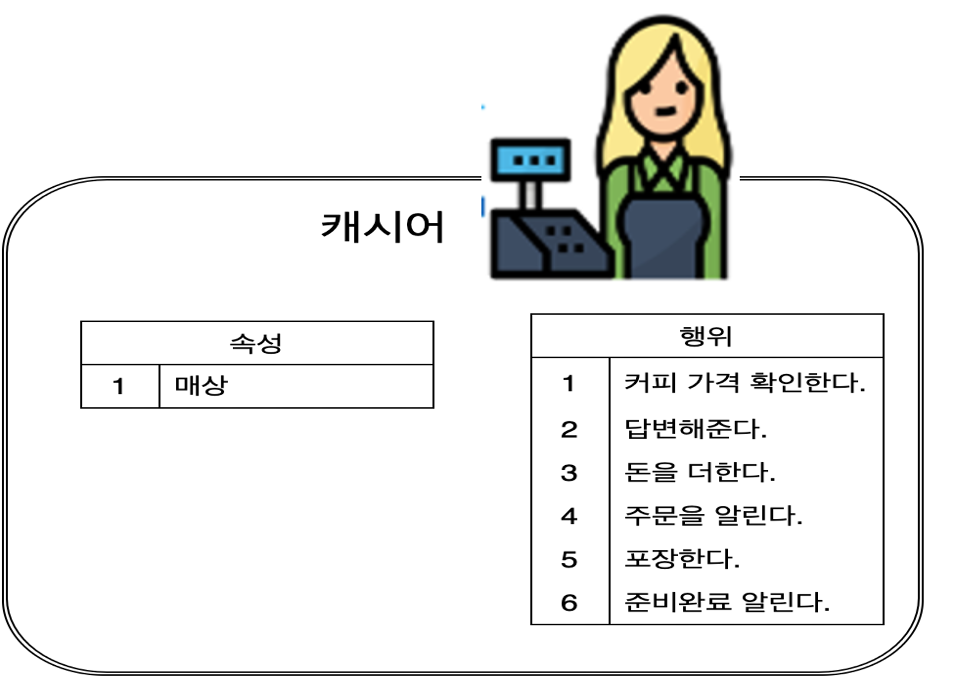 캐시어
속성
1 매상
행위
1 커피 가격 확인한다.
2 답변해준다.
3 돈을 더한다.
4 주문을 알린다.
5 포장한다.
6 준비완료 알린다.